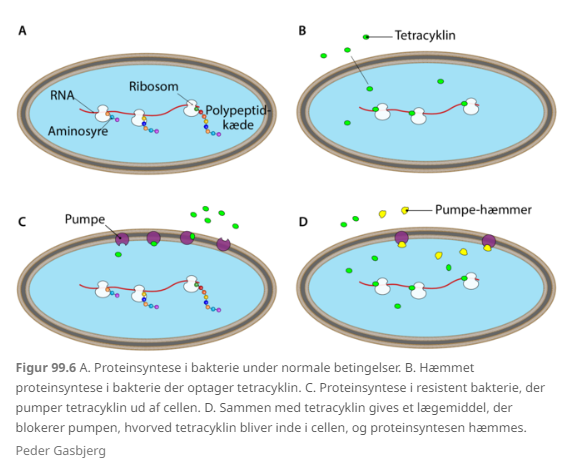 A
RNA
Ribosom
Aminosyre
Polypeptid-
kæde
B
Tetracyklin
C
Pumpe
D
Pumpe-hæmmer
Figur 99.6 A. Proteinsyntese i bakterie under normale betingelser. B. Hæmmet
proteinsyntese i bakterie der optager tetracyklin. C. Proteinsyntese i resistent bakterie, der
pumper tetracyklin ud af cellen. D. Sammen med tetracyklin gives et lægemiddel, der
blokerer pumpen, hvorved tetracyklin bliver inde i cellen, og proteinsyntesen hæmmes.
Peder Gasbjerg